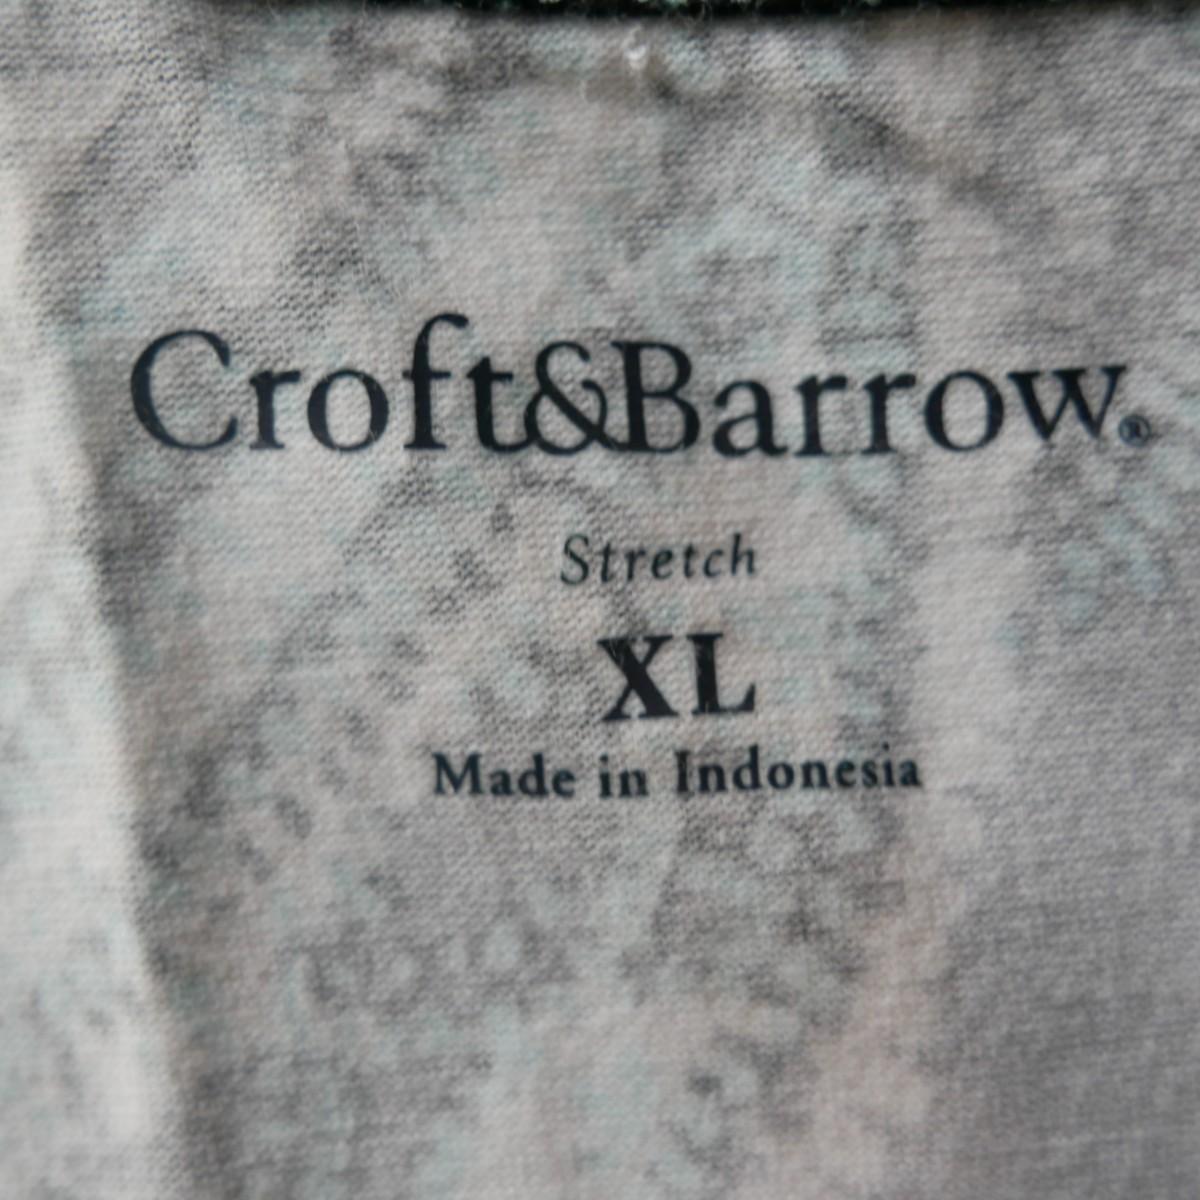 Croft&Barrow®
Stretch
XL
Made in Indonesia